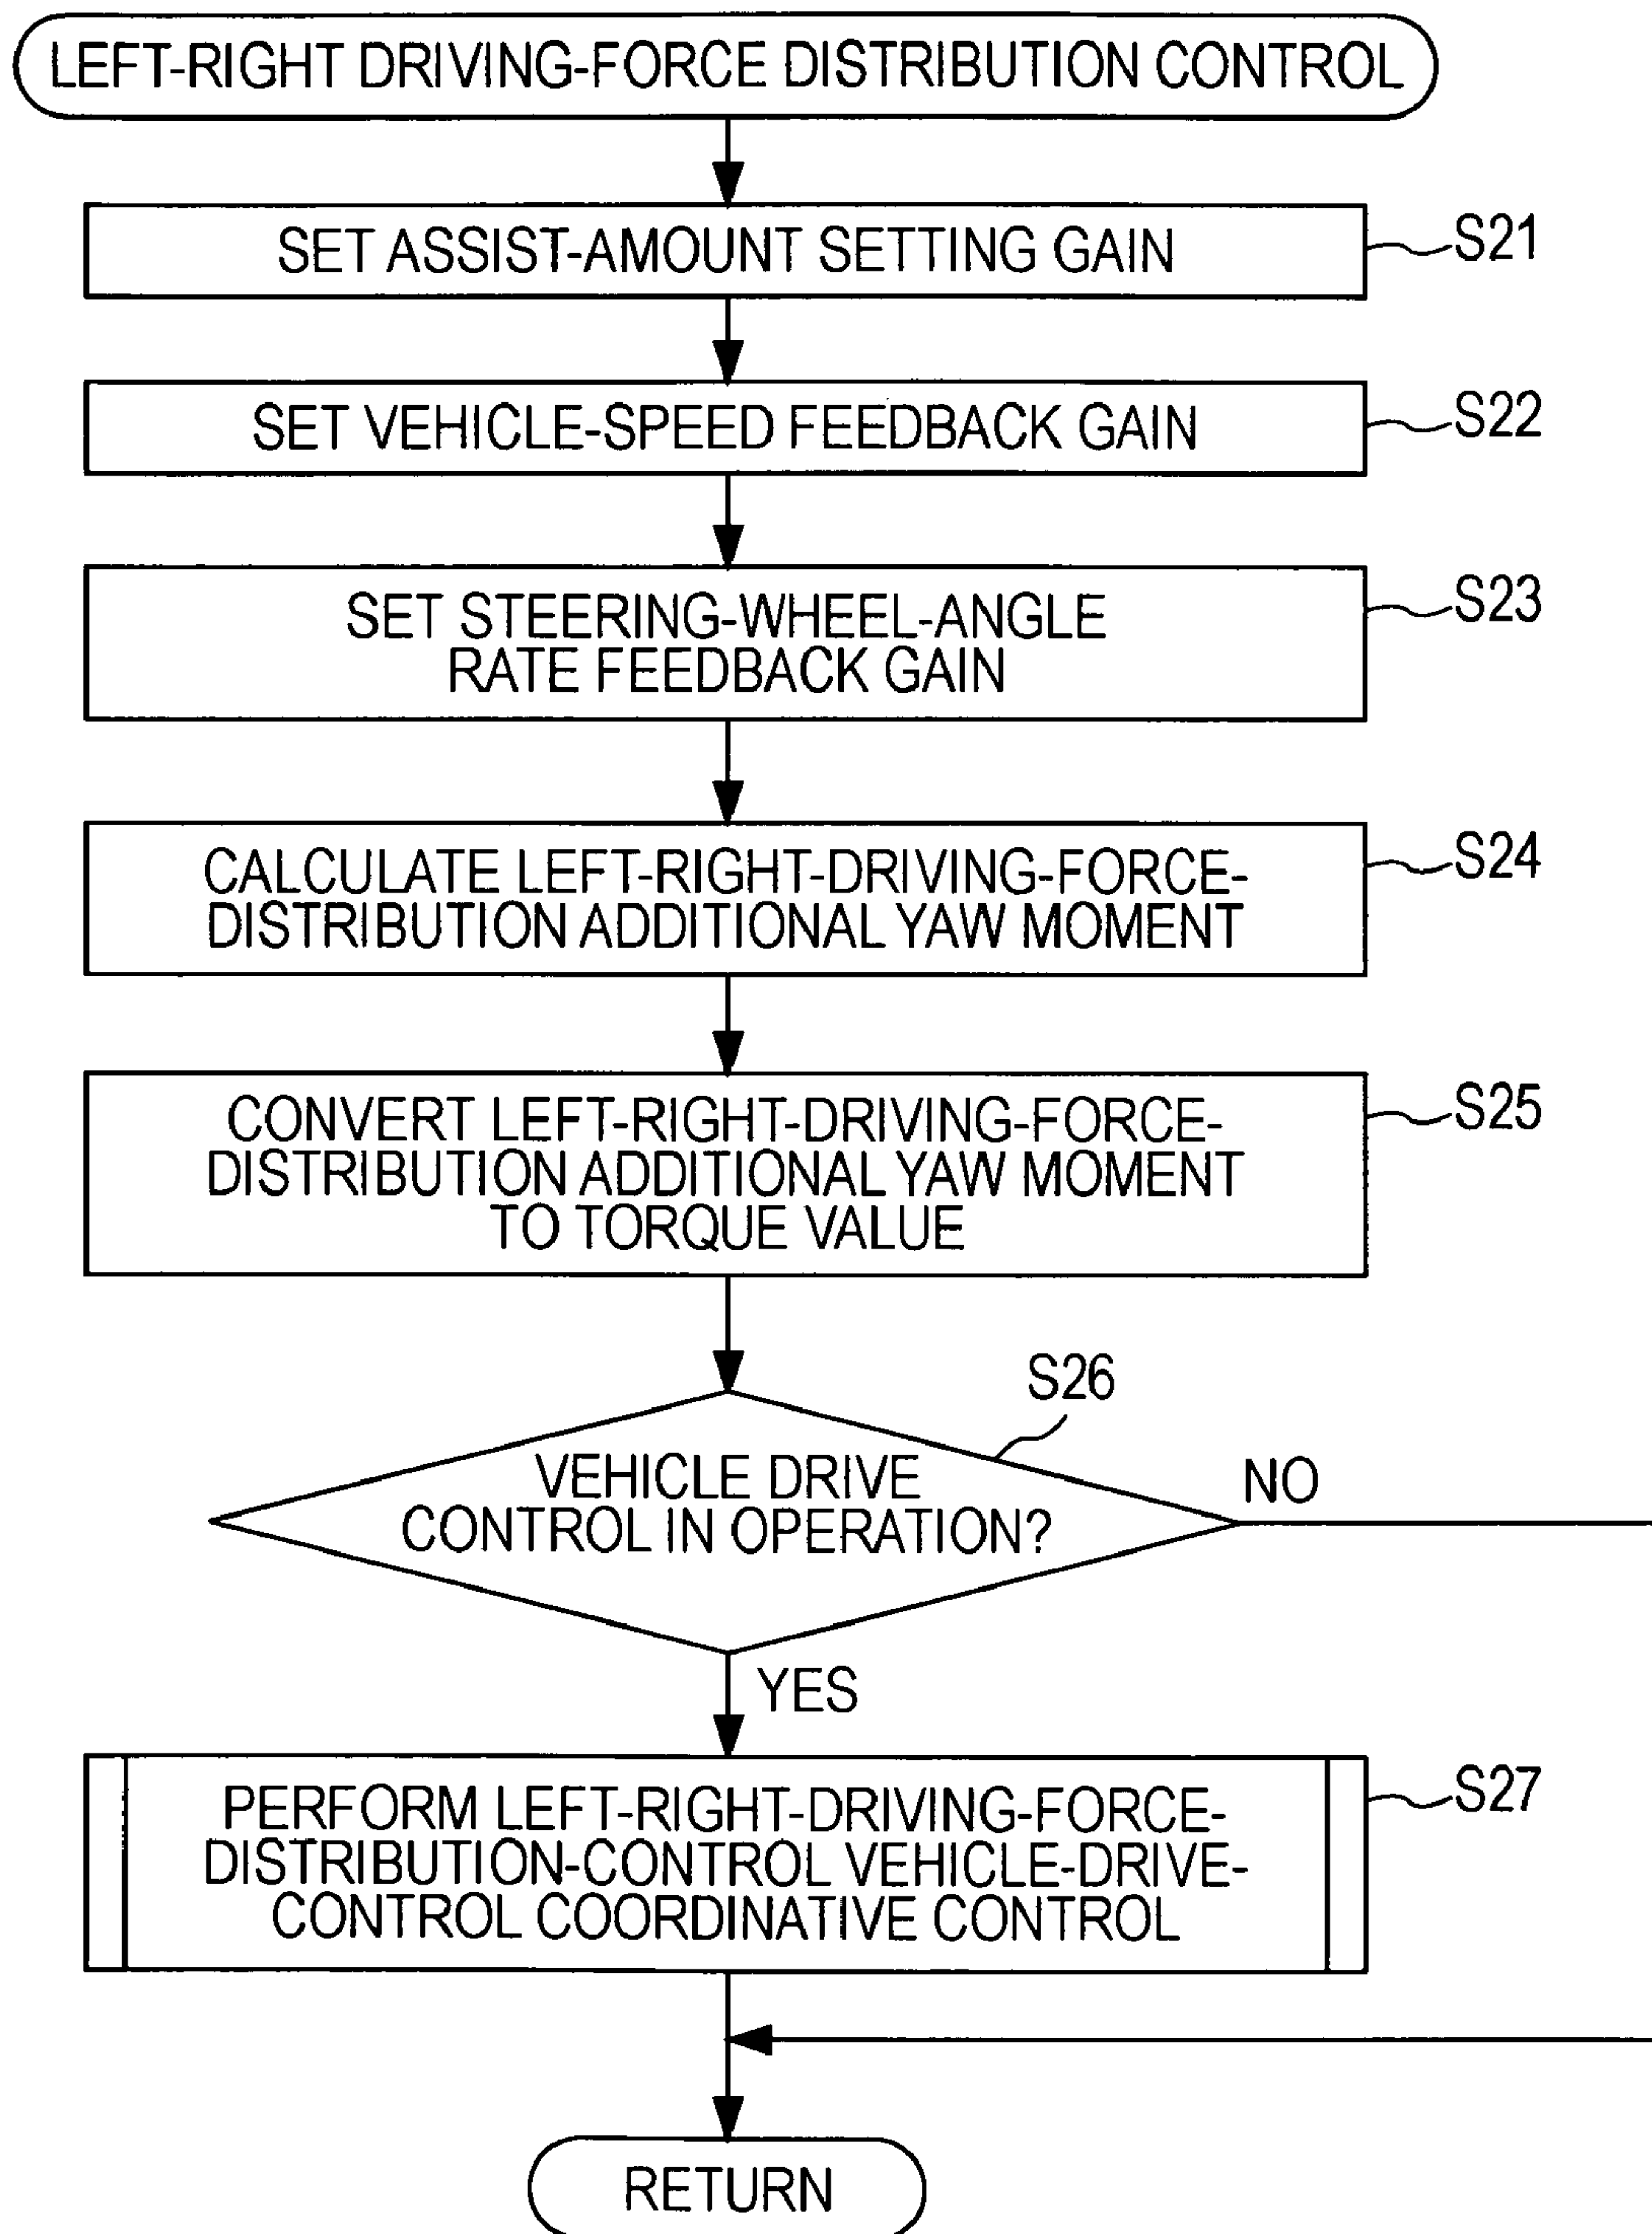 LEFT-RIGHT DRIVING-FORCE DISTRIBUTION CONTROL
SET ASSIST-AMOUNT SETTING GAIN
S21
SET VEHICLE-SPEED FEEDBACK GAIN
S22
SET STEERING-WHEEL-ANGLE
RATE FEEDBACK GAIN
S23
CALCULATE LEFT-RIGHT-DRIVING-FORCE-
DISTRIBUTION ADDITIONAL YAW MOMENT
S24
CONVERT LEFT-RIGHT-DRIVING-FORCE-
DISTRIBUTION ADDITIONAL YAW MOMENT
TO TORQUE VALUE
S25
S26
VEHICLE DRIVE
CONTROL IN OPERATION?
NO
YES
PERFORM LEFT-RIGHT-DRIVING-FORCE-
DISTRIBUTION-CONTROL VEHICLE-DRIVE-
CONTROL COORDINATIVE CONTROL
S27
RETURN